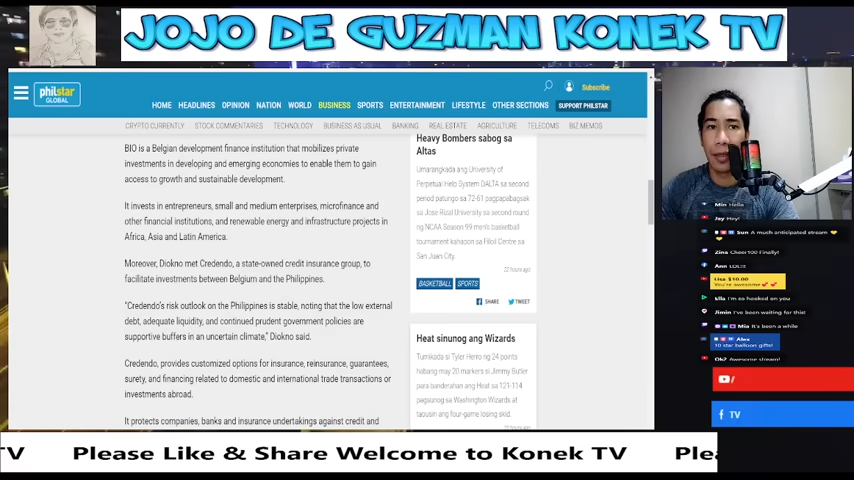 JOJO DE GUZMAN KONEK TV
philstar
GLOBAL
Subscribe
HOME HEADLINES OPINION NATION WORLD BUSINESS SPORTS ENTERTAINMENT LIFESTYLE OTHER SECTIONS SUPPORT PHILSTAR
CRYPTO CURRENTLY STOCK COMMENTARIES TECHNOLOGY BUSINESS AS USUAL BANKING REAL ESTATE AGRICULTURE TELECOMS BIZ MEMOS
BIO is a Belgian development finance institution that mobilizes private
investments in developing and emerging economies to enable them to gain
access to growth and sustainable development.
It invests in entrepreneurs, small and medium enterprises, microfinance and
other financial institutions, and renewable energy and infrastructure projects in
Africa, Asia and Latin America.
Moreover, Diokno met Credendo, a state-owned credit insurance group, to
facilitate investments between Belgium and the Philippines.
“Credendo's risk outlook on the Philippines is stable, noting that the low external
debt, adequate liquidity, and continued prudent government policies are
supportive buffers in an uncertain climate,” Diokno said.
Credendo, provides customized options for insurance, reinsurance, guarantees,
surety, and financing related to domestic and international trade transactions or
investments abroad.
It protects companies, banks and insurance undertakings against credit and
Heavy Bombers sabog sa
Altas
Umarangkada ang University of
Perpetual Help System DALTA sa second
period patungo sa 72-61 pagpapabagsak
sa Jose Rizal University sa second round
ng NCAA Season 99 men's basketball
tournament kahapon sa Filoil Centre sa
San Juan City.
22 hours ago
BASKETBALL SPORTS
SHARE TWEET
Heat sinunog ang Wizards
Tumikada si Tyler Herro ng 24 points
habang may 20 markers si Jimmy Butler
para banderahan ang Heat sa 121-114
pagpanog sa Washington Wizards at
taousin ang four-game losing skid.
Min Hello
Jay Hey!
Sun A much anticipated stream
Zina Cheer100 Finally!
Ann LOL!!!
Lisa $10.00
You're awesome
Ella I'm so hooked on you
Jimin I've been waiting for this!
Mia It's been a while
Alex
10 star balloon gifts!
Awesome stream!
/
TV
TV Please Like & Share Welcome to Konek TV Plea